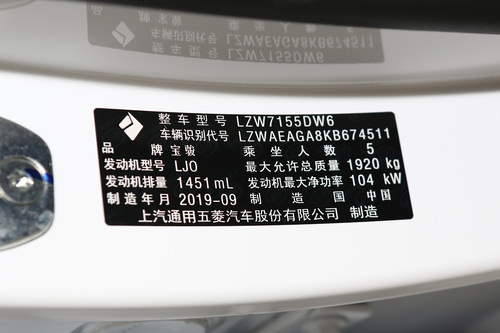 整车型号 LZW7155DW6
车辆识别代号 LZWAEAGA8KB674511
品牌 宝骏 乘坐人数 5
发动机型号 LJO 最大允许总质量 1920 kg
发动机排量 1451 mL 发动机最大净功率 104 kW
制造年月 2019-09 制造国 中国
上汽通用五菱汽车股份有限公司 制造